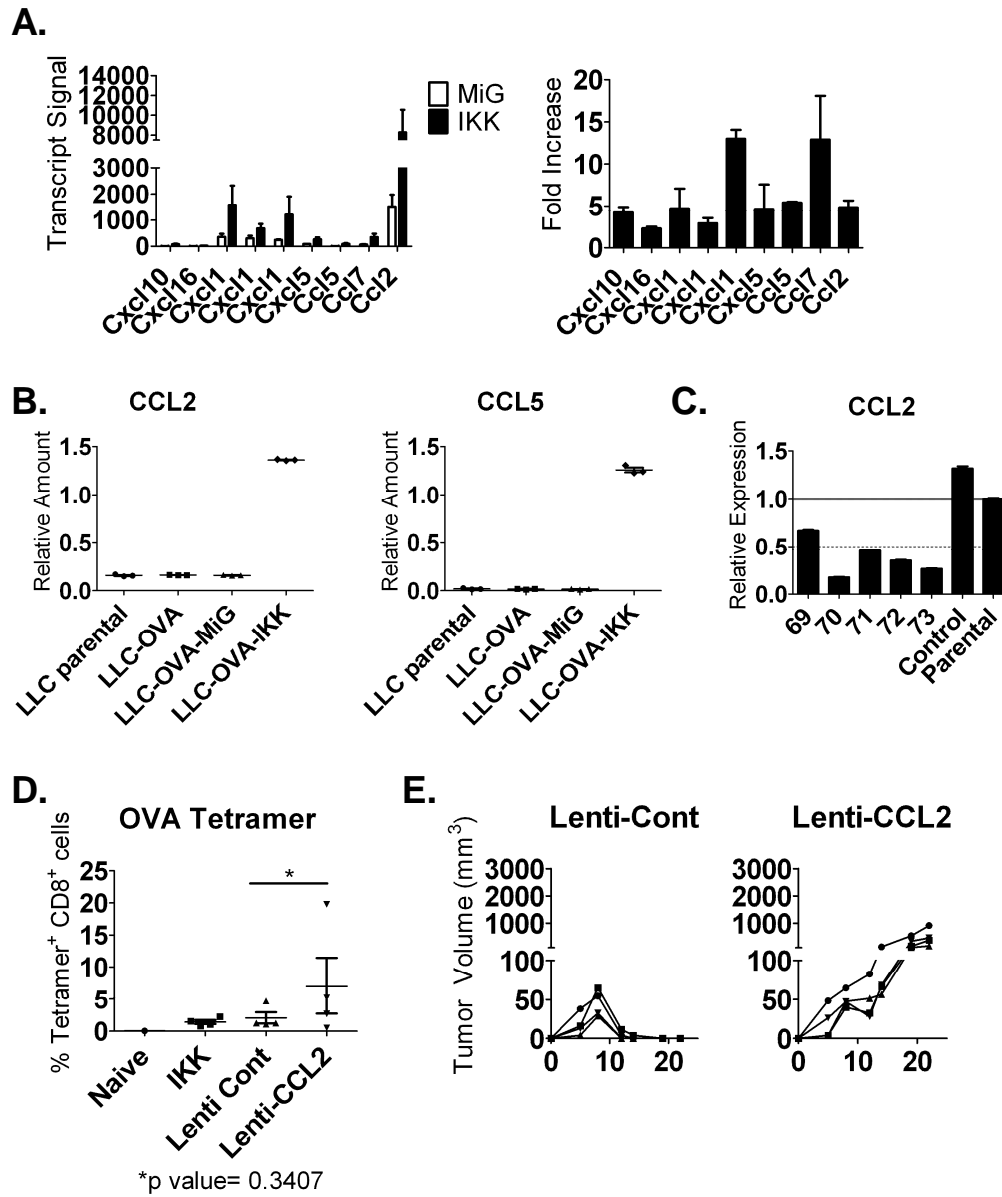 A.
Transcript Signal
14000
12000
10000
8000
3000
2000
1000
0
MiG
IKK
Cxcl10
Cxcl16
Cxcl1
Cxcl1
Cxcl1
Cxcl5
Ccl5
Ccl7
Ccl2
Fold Increase
20
15
10
5
0
Cxcl10
Cxcl16
Cxcl1
Cxcl1
Cxcl1
Cxcl5
Ccl5
Ccl7
Ccl2
B.
CCL2
Relative Amount
1.5
1.0
0.5
0.0
LLC parental
LLC-OVA
LLC-OVA-MiG
LLC-OVA-IKK
CCL5
Relative Amount
1.5
1.0
0.5
0.0
LLC parental
LLC-OVA
LLC-OVA-MiG
LLC-OVA-IKK
C.
CCL2
Relative Expression
1.5
1.0
0.5
0.0
69
70
71
72
73
Control
Parental
D.
OVA Tetramer
% Tetramer+ CD8+ cells
25
20
15
10
5
0
*
Naive
IKK
Lenti Cont
Lenti-CCL2
*p value= 0.3407
E.
Lenti-Cont
Tumor Volume (mm3)
3000
2000
1000
100
50
0
0 10 20
Lenti-CCL2
3000
2000
1000
100
50
0
0 10 20